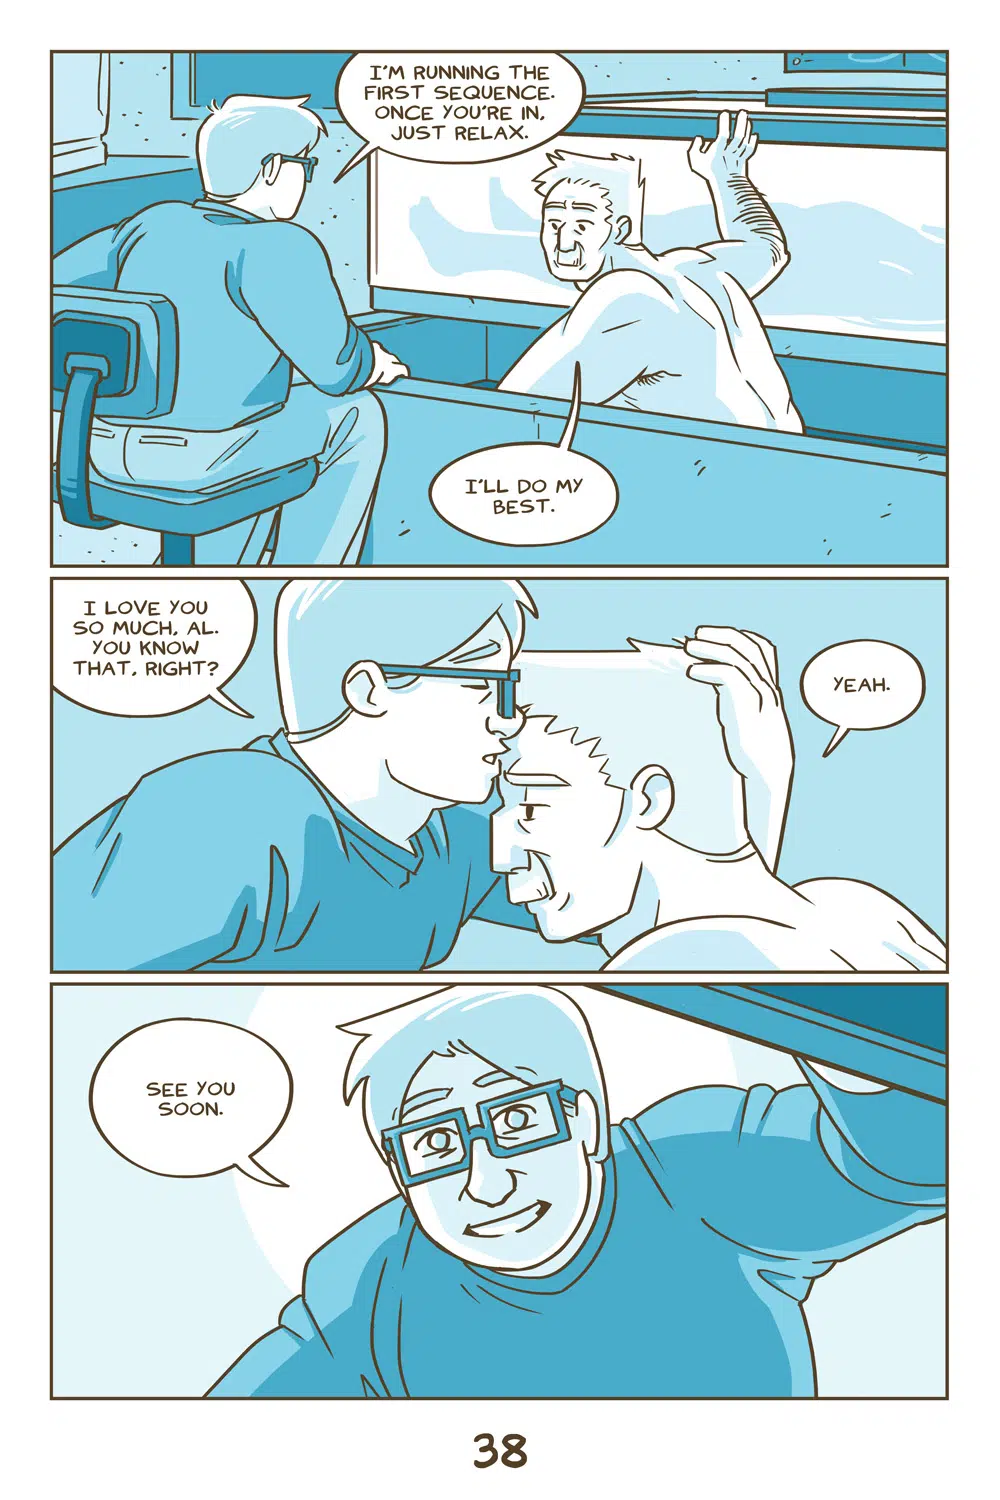 I'M RUNNING THE
FIRST SEQUENCE.
ONCE YOU'RE IN,
JUST RELAX.
I'LL DO MY
BEST.
I LOVE YOU
SO MUCH, AL.
YOU KNOW
THAT, RIGHT?
YEAH.
SEE YOU
SOON.
38